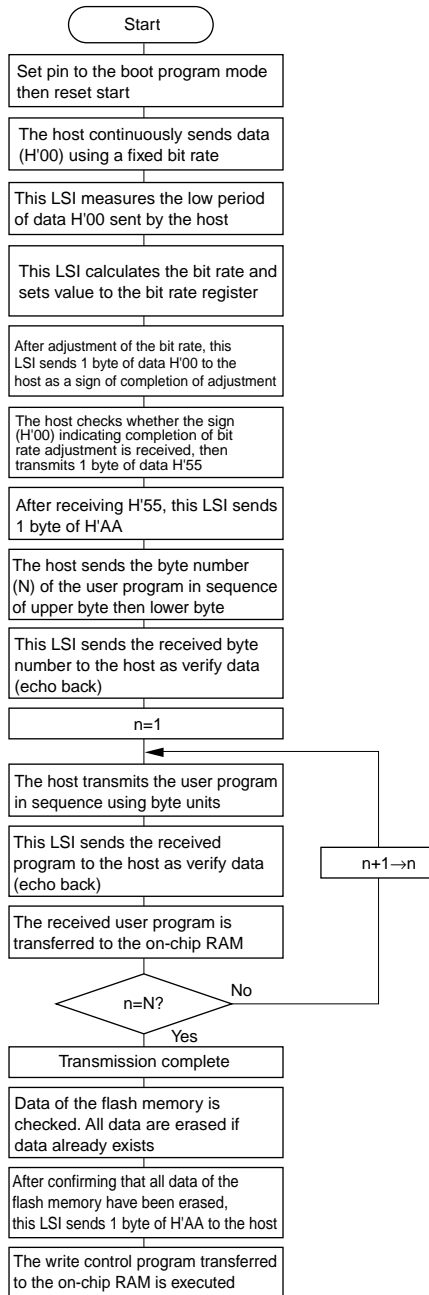 Start
Set pin to the boot program mode
then reset start
The host continuously sends data
(H'00) using a fixed bit rate
This LSI measures the low period
of data H'00 sent by the host
This LSI calculates the bit rate and
sets value to the bit rate register
After adjustment of the bit rate, this
LSI sends 1 byte of data H'00 to the
host as a sign of completion of adjustment
The host checks whether the sign
(H'00) indicating completion of bit
rate adjustment is received, then
transmits 1 byte of data H'55
After receiving H'55, this LSI sends
1 byte of H'AA
The host sends the byte number
(N) of the user program in sequence
of upper byte then lower byte
This LSI sends the received byte
number to the host as verify data
(echo back)
n=1
The host transmits the user program
in sequence using byte units
This LSI sends the received
program to the host as verify data
(echo back)
n+1→n
The received user program is
transferred to the on-chip RAM
n=N?
No
Yes
Transmission complete
Data of the flash memory is
checked. All data are erased if
data already exists
After confirming that all data of the
flash memory have been erased,
this LSI sends 1 byte of H'AA to the host
The write control program transferred
to the on-chip RAM is executed